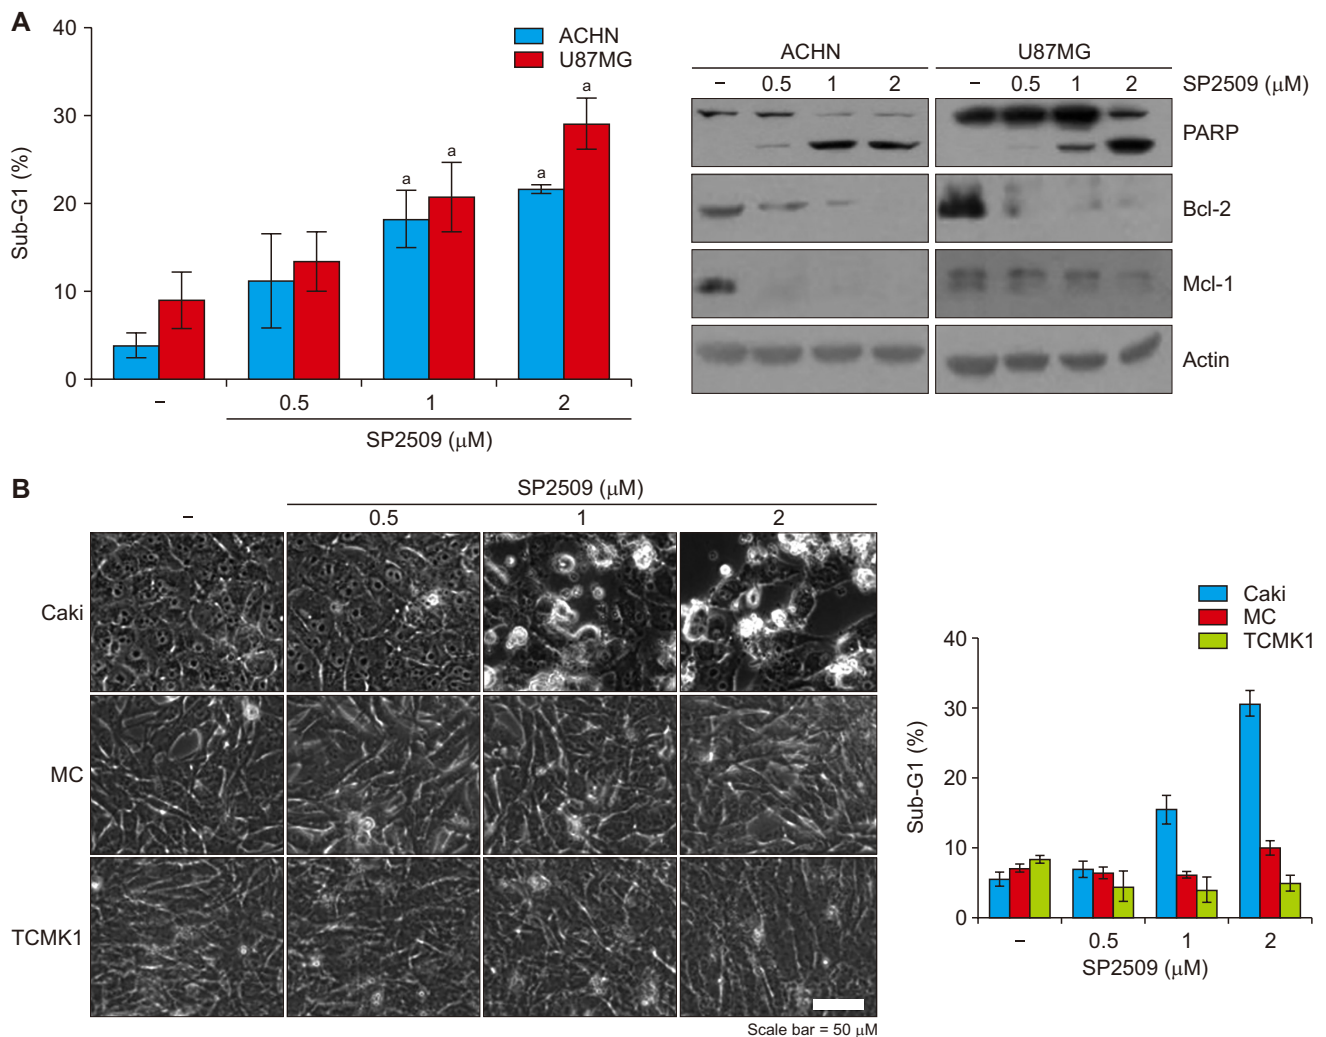 A
40
30
20
10
0
Sub-G1 (%)
ACHN
U87MG
a
a
a
a
–
0.5
1
2
SP2509 (μM)
ACHN
U87MG
–
0.5
1
2
–
0.5
1
2
SP2509 (μM)
PARP
Bcl-2
Mcl-1
Actin
B
SP2509 (μM)
–
0.5
1
2
Caki
MC
TCMK1
Scale bar = 50 μM
Caki
MC
TCMK1
40
30
20
10
0
Sub-G1 (%)
–
0.5
1
2
SP2509 (μM)